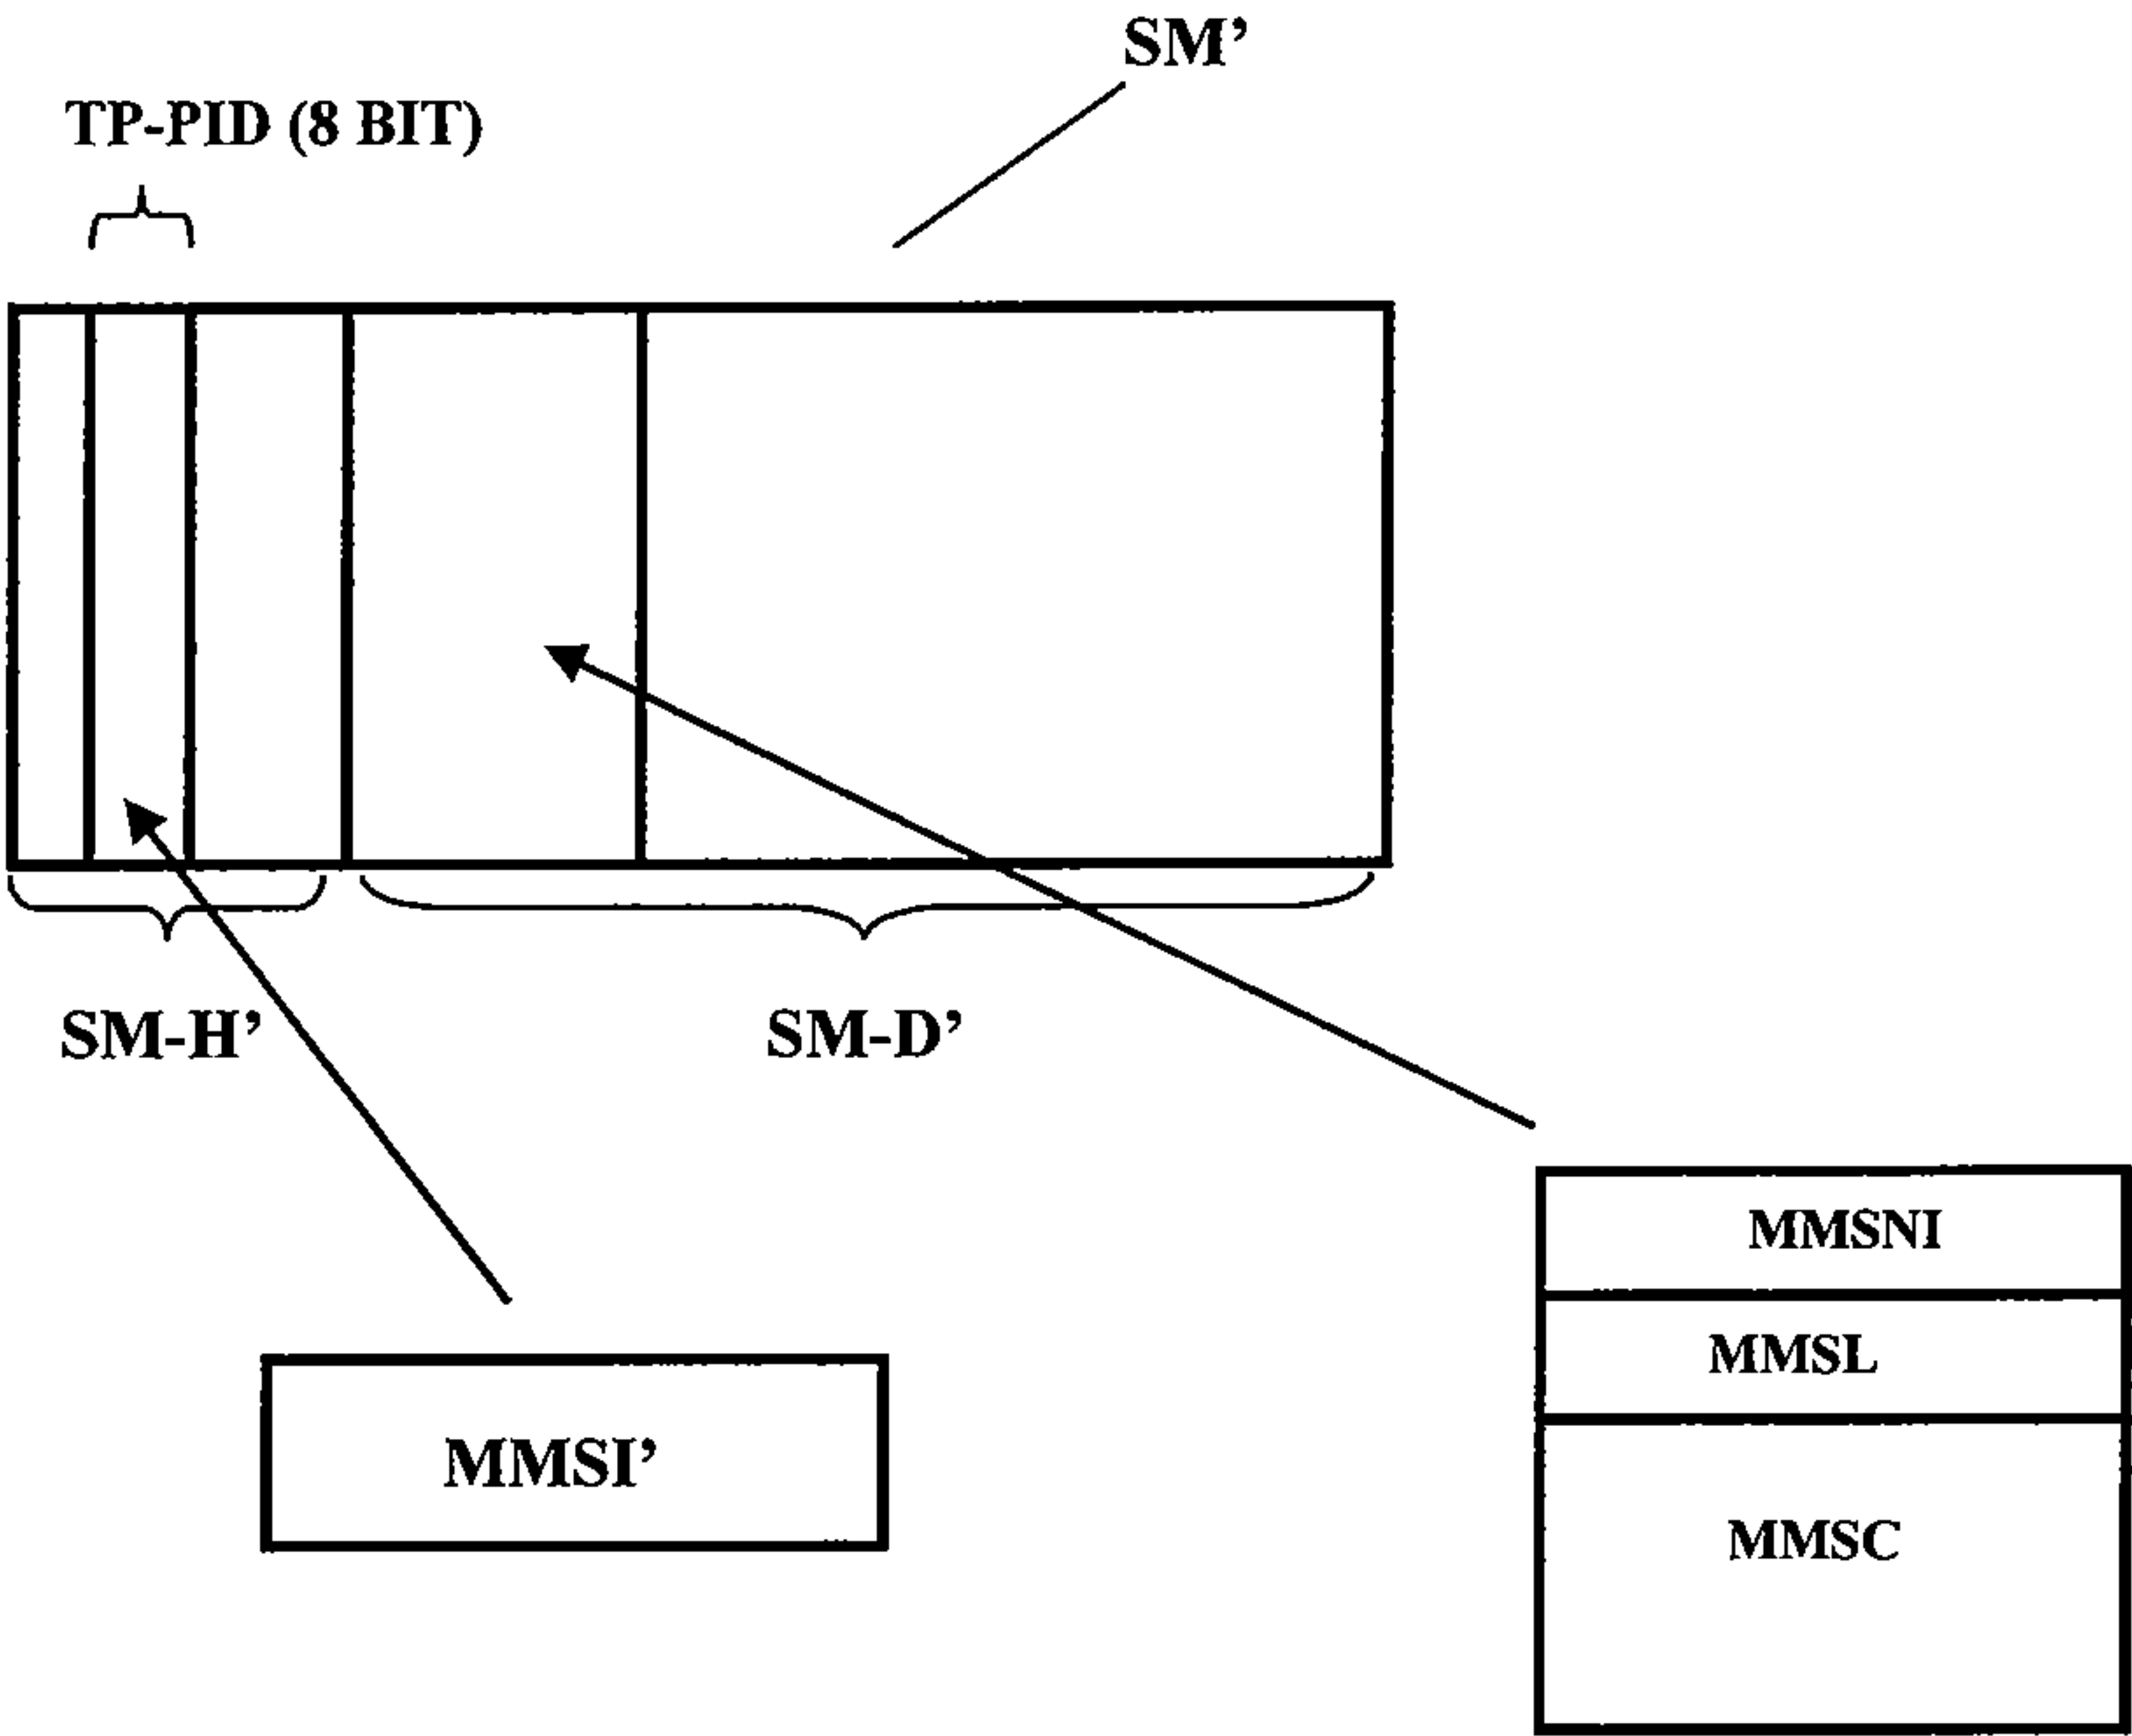 SM’
TP-PID (8 BIT)
SM-H’
SM-D’
MMSNI
MMSL
MMSI’
MMSC